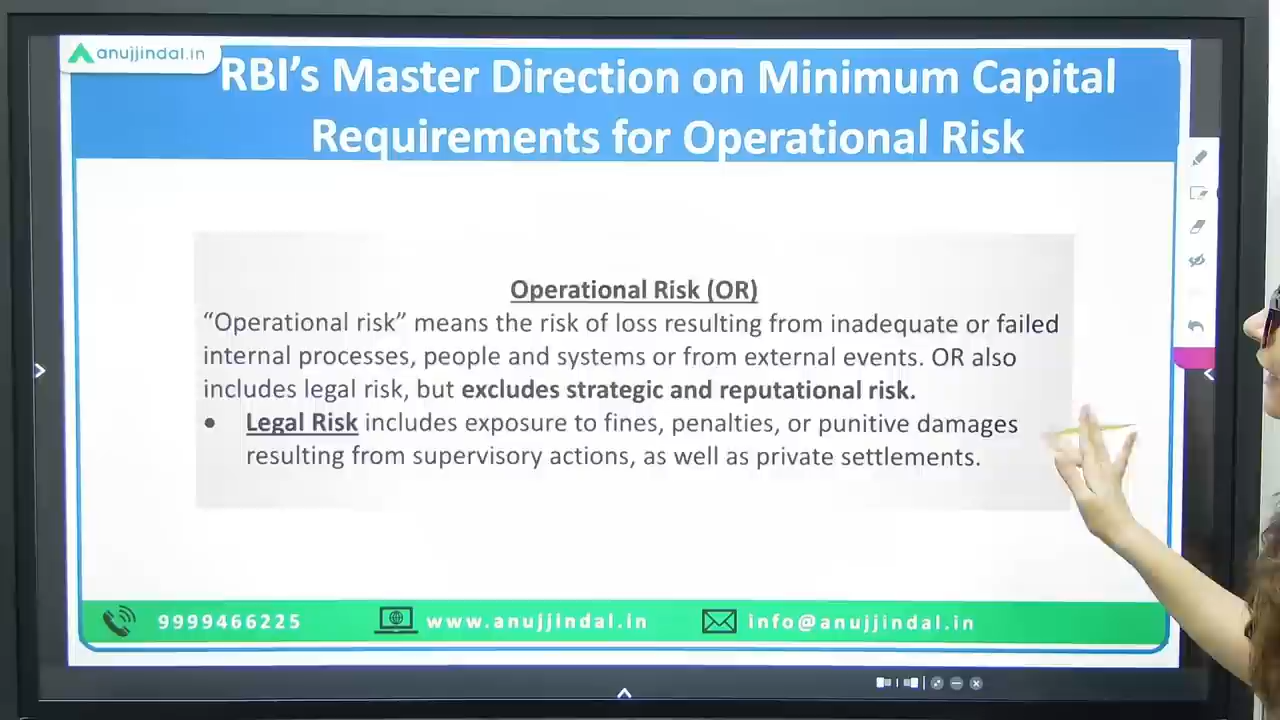 anujjindal.in
RBI’s Master Direction on Minimum Capital
Requirements for Operational Risk
Operational Risk (OR)
“Operational risk” means the risk of loss resulting from inadequate or failed
internal processes, people and systems or from external events. OR also
includes legal risk, but excludes strategic and reputational risk.
● Legal Risk includes exposure to fines, penalties, or punitive damages
resulting from supervisory actions, as well as private settlements.
9999466225
www.anujjindal.in
info@anujjindal.in